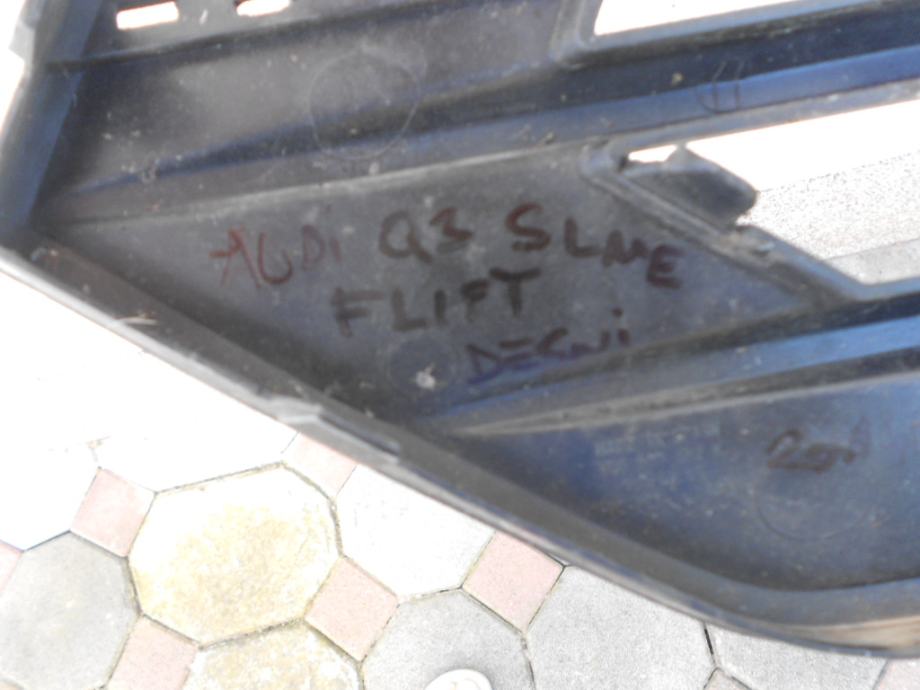 AUDi Q3 SLINE
FLIFT
DESNi